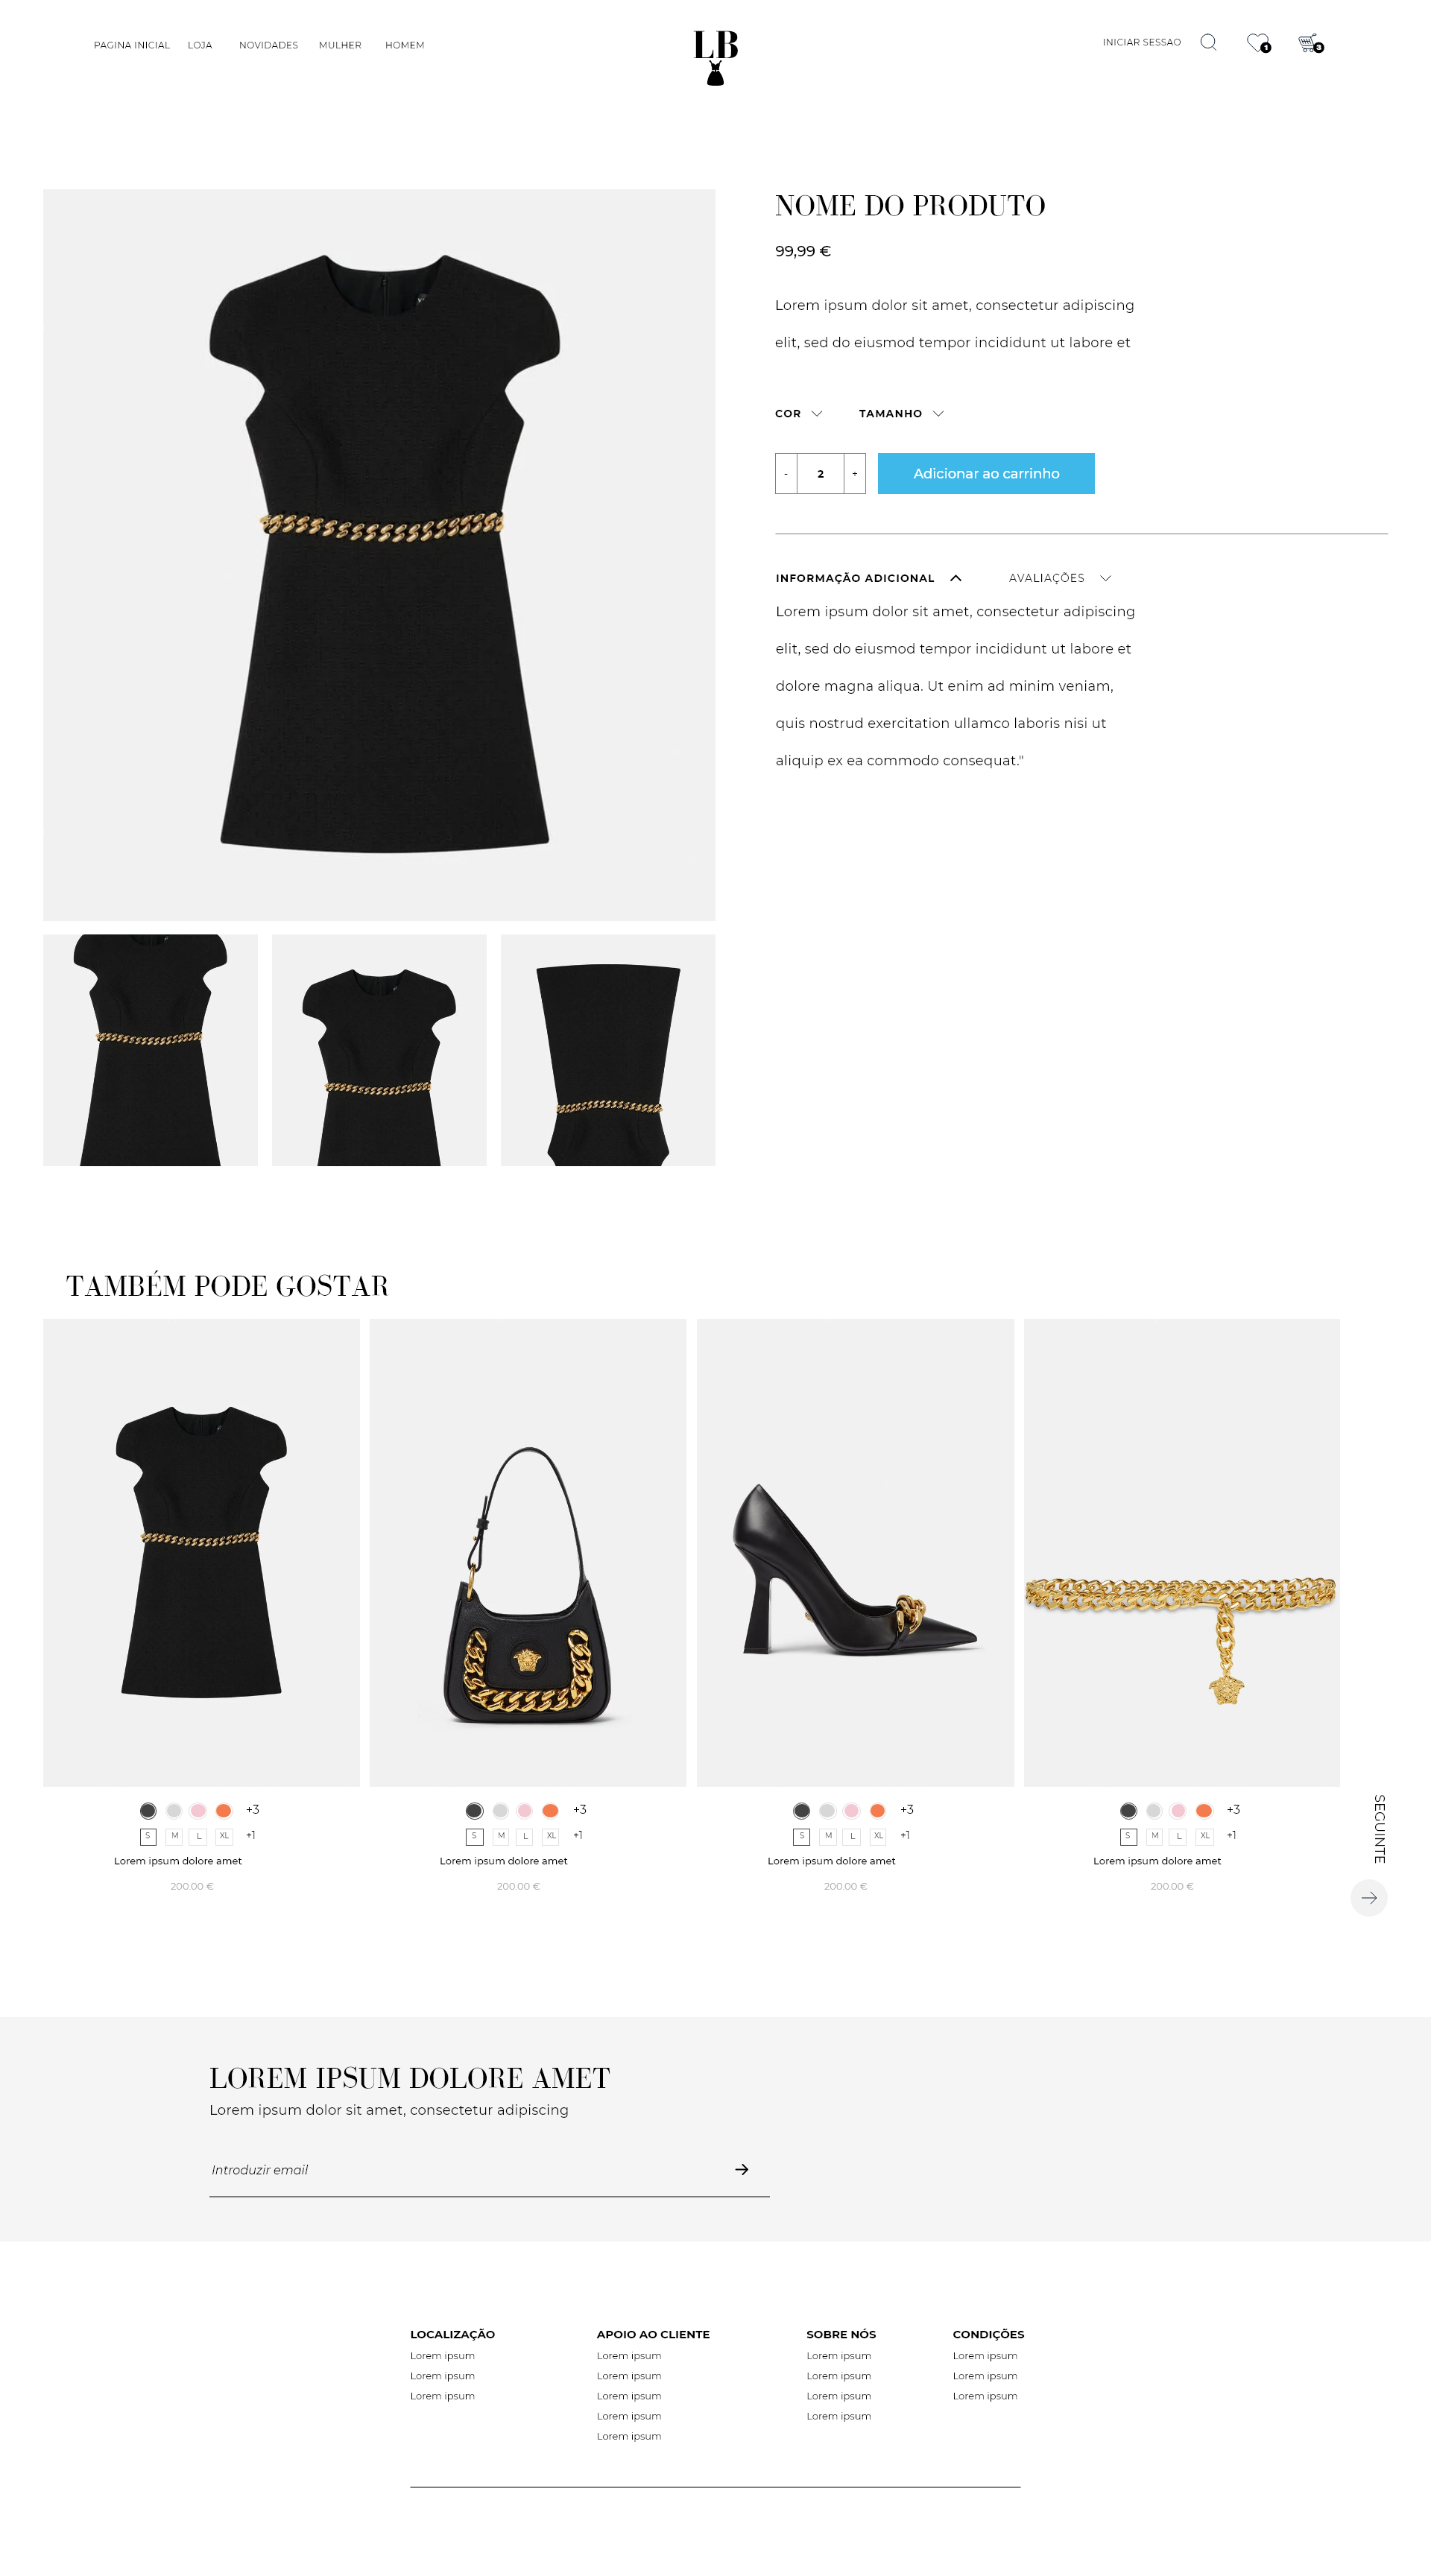 PAGINA INICIAL LOJA NOVIDADES MULHER HOMEM
LB
INICIAR SESSAO
1
3
NOME DO PRODUTO
99,99 €
Lorem ipsum dolor sit amet, consectetur adipiscing
elit, sed do eiusmod tempor incididunt ut labore et
COR TAMANHO
- 2 + Adicionar ao carrinho
INFORMAÇÃO ADICIONAL AVALIAÇÕES
Lorem ipsum dolor sit amet, consectetur adipiscing
elit, sed do eiusmod tempor incididunt ut labore et
dolore magna aliqua. Ut enim ad minim veniam,
quis nostrud exercitation ullamco laboris nisi ut
aliquip ex ea commodo consequat."
TAMBÉM PODE GOSTAR
+3 +3 +3 +3
S M L XL +1 S M L XL +1 S M L XL +1 S M L XL +1
Lorem ipsum dolore amet Lorem ipsum dolore amet Lorem ipsum dolore amet Lorem ipsum dolore amet
200.00 € 200.00 € 200.00 € 200.00 €
SEGUINTE
LOREM IPSUM DOLORE AMET
Lorem ipsum dolor sit amet, consectetur adipiscing
Introduzir email
LOCALIZAÇÃO APOIO AO CLIENTE SOBRE NÓS CONDIÇÕES
Lorem ipsum Lorem ipsum Lorem ipsum Lorem ipsum
Lorem ipsum Lorem ipsum Lorem ipsum Lorem ipsum
Lorem ipsum Lorem ipsum Lorem ipsum Lorem ipsum
Lorem ipsum Lorem ipsum
Lorem ipsum